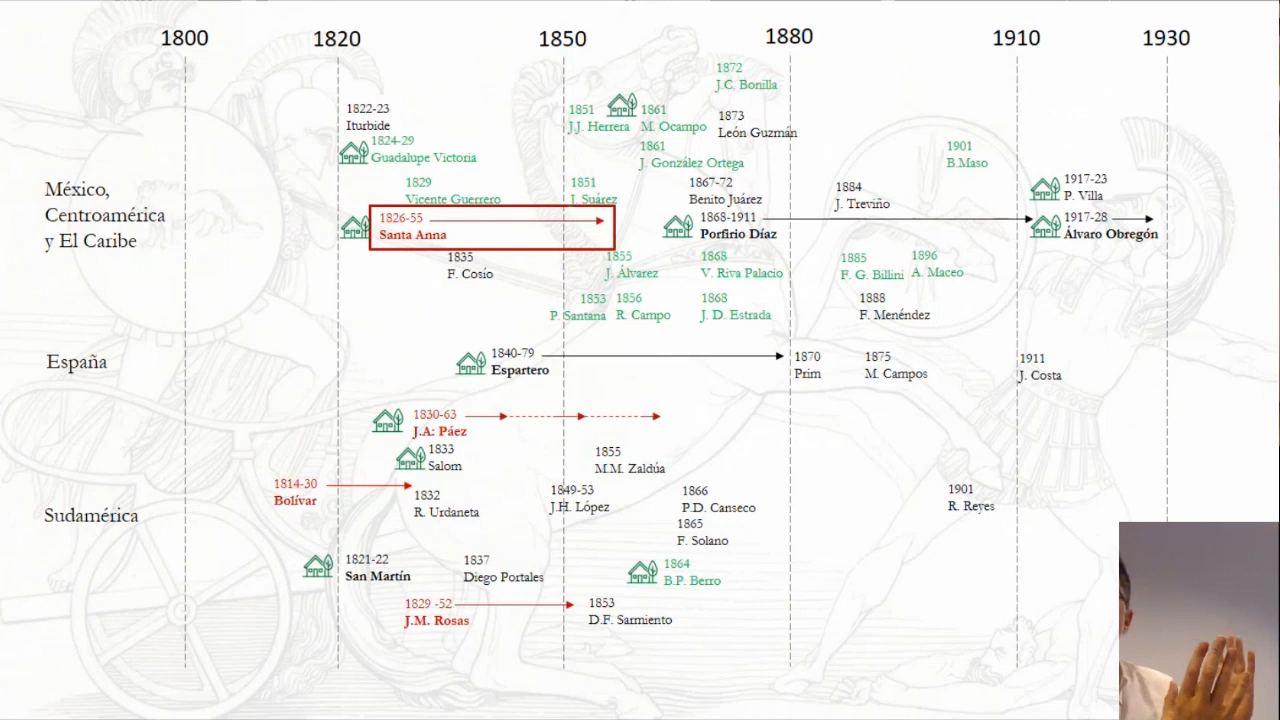 1800
1820
1850
1880
1910
1930
México,
Centroamérica
y El Caribe
1822-23
Iturbide
1824-29
Guadalupe Victoria
1829
Vicente Guerrero
1826-55
Santa Anna
1835
F. Cosío
1851
J.J. Herrera
1861
M. Ocampo
1861
J. González Ortega
1851
J. Suárez
1855
J. Álvarez
1853
P. Santana
1856
R. Campo
1872
J.C. Bonilla
1873
León Guzmán
1867-72
Benito Juárez
1868-1911
Porfirio Díaz
1868
V. Riva Palacio
1868
J. D. Estrada
1884
J. Treviño
1885
F. G. Billini
1888
F. Menéndez
1901
B.Maso
1896
A. Maceo
1917-23
P. Villa
1917-28
Álvaro Obregón
España
1840-79
Espartero
1870
Prim
1875
M. Campos
1911
J. Costa
Sudamérica
1830-63
J.A: Páez
1833
Salom
1814-30
Bolívar
1832
R. Urdaneta
1855
M.M. Zaldúa
1849-53
J.H. López
1866
P.D. Canseco
1865
F. Solano
1901
R. Reyes
1821-22
San Martín
1837
Diego Portales
1864
B.P. Berro
1829 -52
J.M. Rosas
1853
D.F. Sarmiento